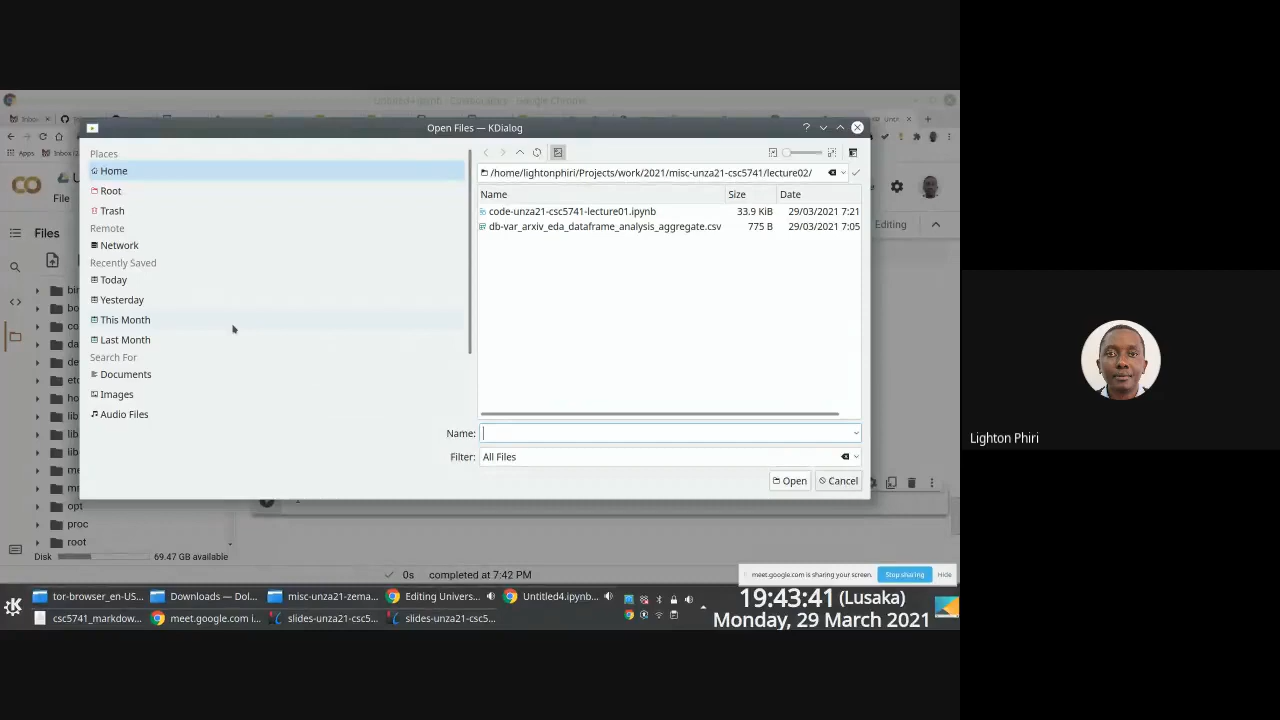 Untitled4.ipynb - Colaboratory - Google Chrome
Open Files — KDialog
Places
Home
Root
Trash
Remote
Network
Recently Saved
Today
Yesterday
This Month
Last Month
Search For
Documents
Images
Audio Files
/home/lightonphiri/Projects/work/2021/misc-unza21-csc5741/lecture02/
Name Size Date
code-unza21-csc5741-lecture01.ipynb 33.9 KiB 29/03/2021 7:21
db-var_arxiv_eda_dataframe_analysis_aggregate.csv 775 B 29/03/2021 7:05
Name:
Filter: All Files
Open Cancel
Apps
File
Files
Editing
opt
proc
root
Disk 69.47 GB available
0s completed at 7:42 PM
meet.google.com is sharing your screen. Stop sharing Hide
tor-browser_en-US... Downloads — Dol... misc-unza21-zema... Editing Univers... Untitled4.ipynb...
csc5741_markdow... meet.google.com i... slides-unza21-csc5... slides-unza21-csc5...
19:43:41 (Lusaka)
Monday, 29 March 2021
Lighton Phiri